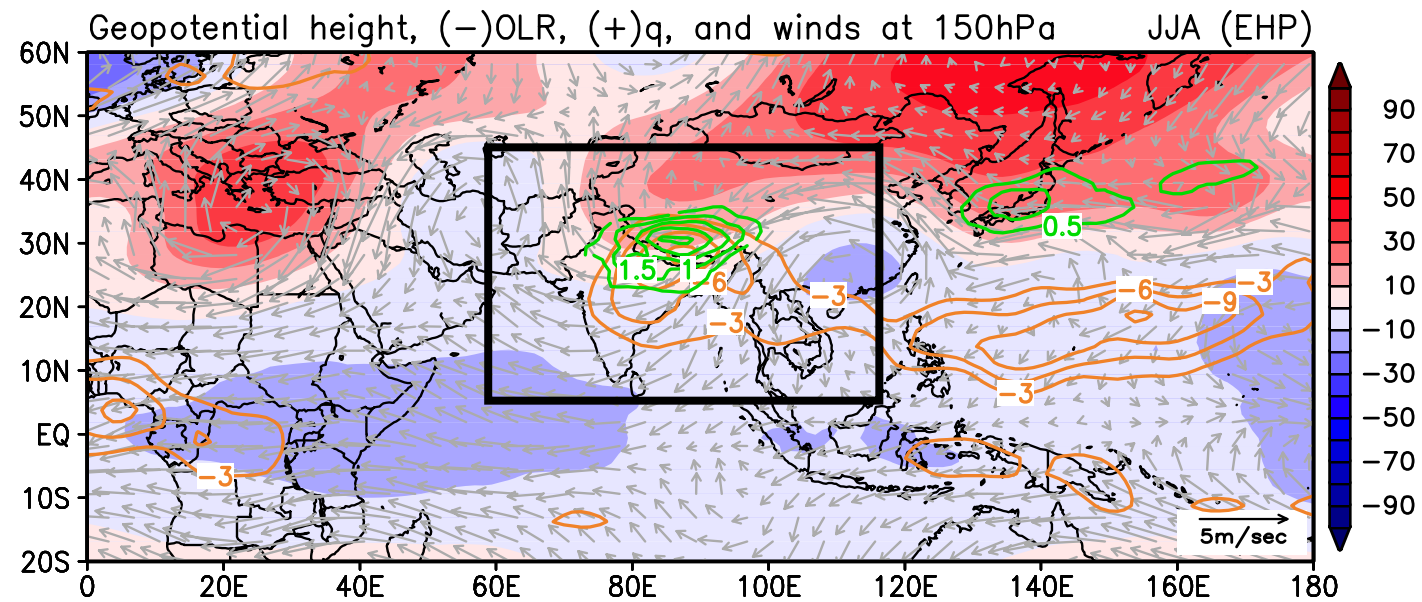 Geopotential height, (−)OLR, (+)q, and winds at 150hPa JJA (EHP)
60N
50N
40N
30N
20N
10N
EQ
10S
20S
0 20E 40E 60E 80E 100E 120E 140E 160E 180
0.5
1.5 1
−6
−3
−3
−6
−9
−3
−3
−3
5m/sec
90
70
50
30
10
−10
−30
−50
−70
−90